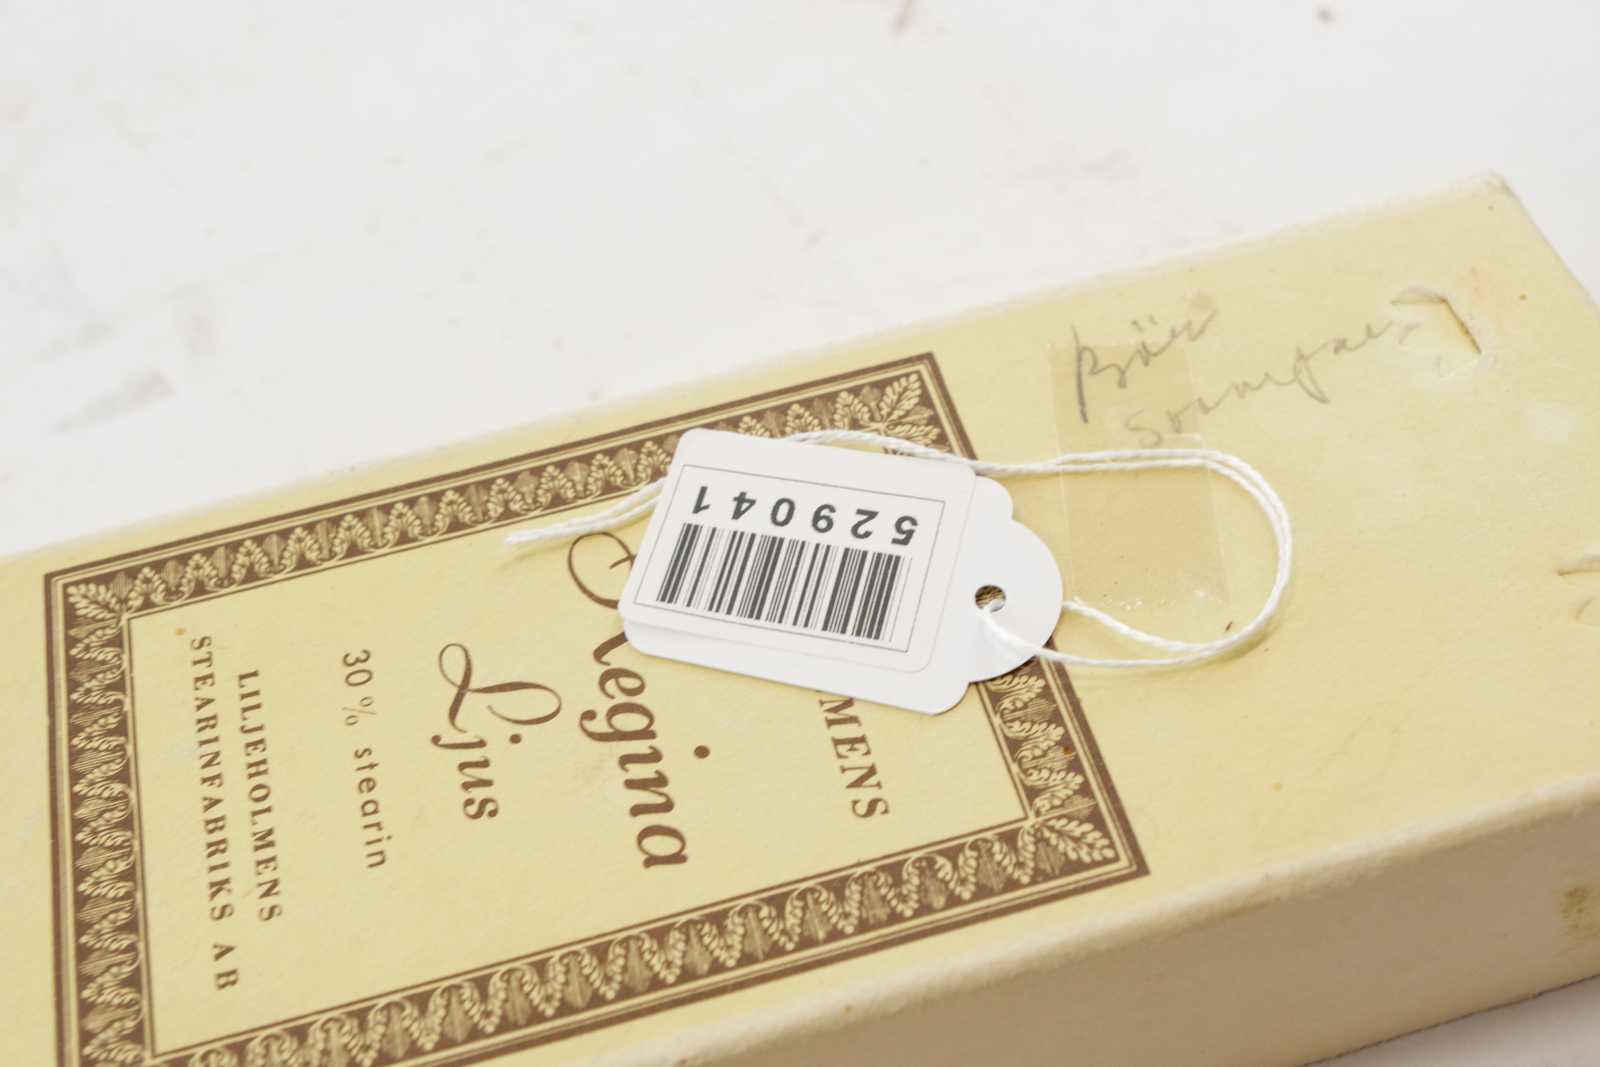 MENS
Regina
Ljus
30% stearin
LILJEHOLMENS
STEARINFABRIKS AB
529041